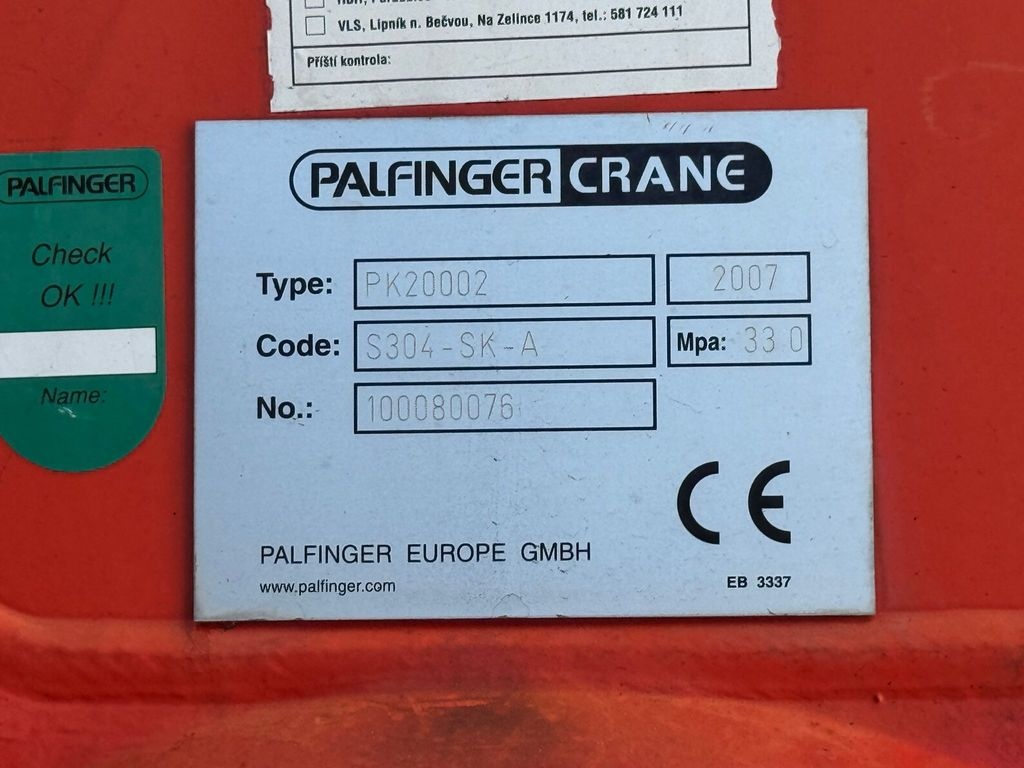 VLS, Lipník n. Bečvou, Na Zelince 1174, tel.: 581 724 111
Příští kontrola:
PALFINGER
Check
OK !!!
Name:
PALFINGER CRANE
Type: PK20002 2007
Code: S304-SK-A Mpa: 33 0
No.: 100080076
CE
PALFINGER EUROPE GMBH
www.palfinger.com
EB 3337